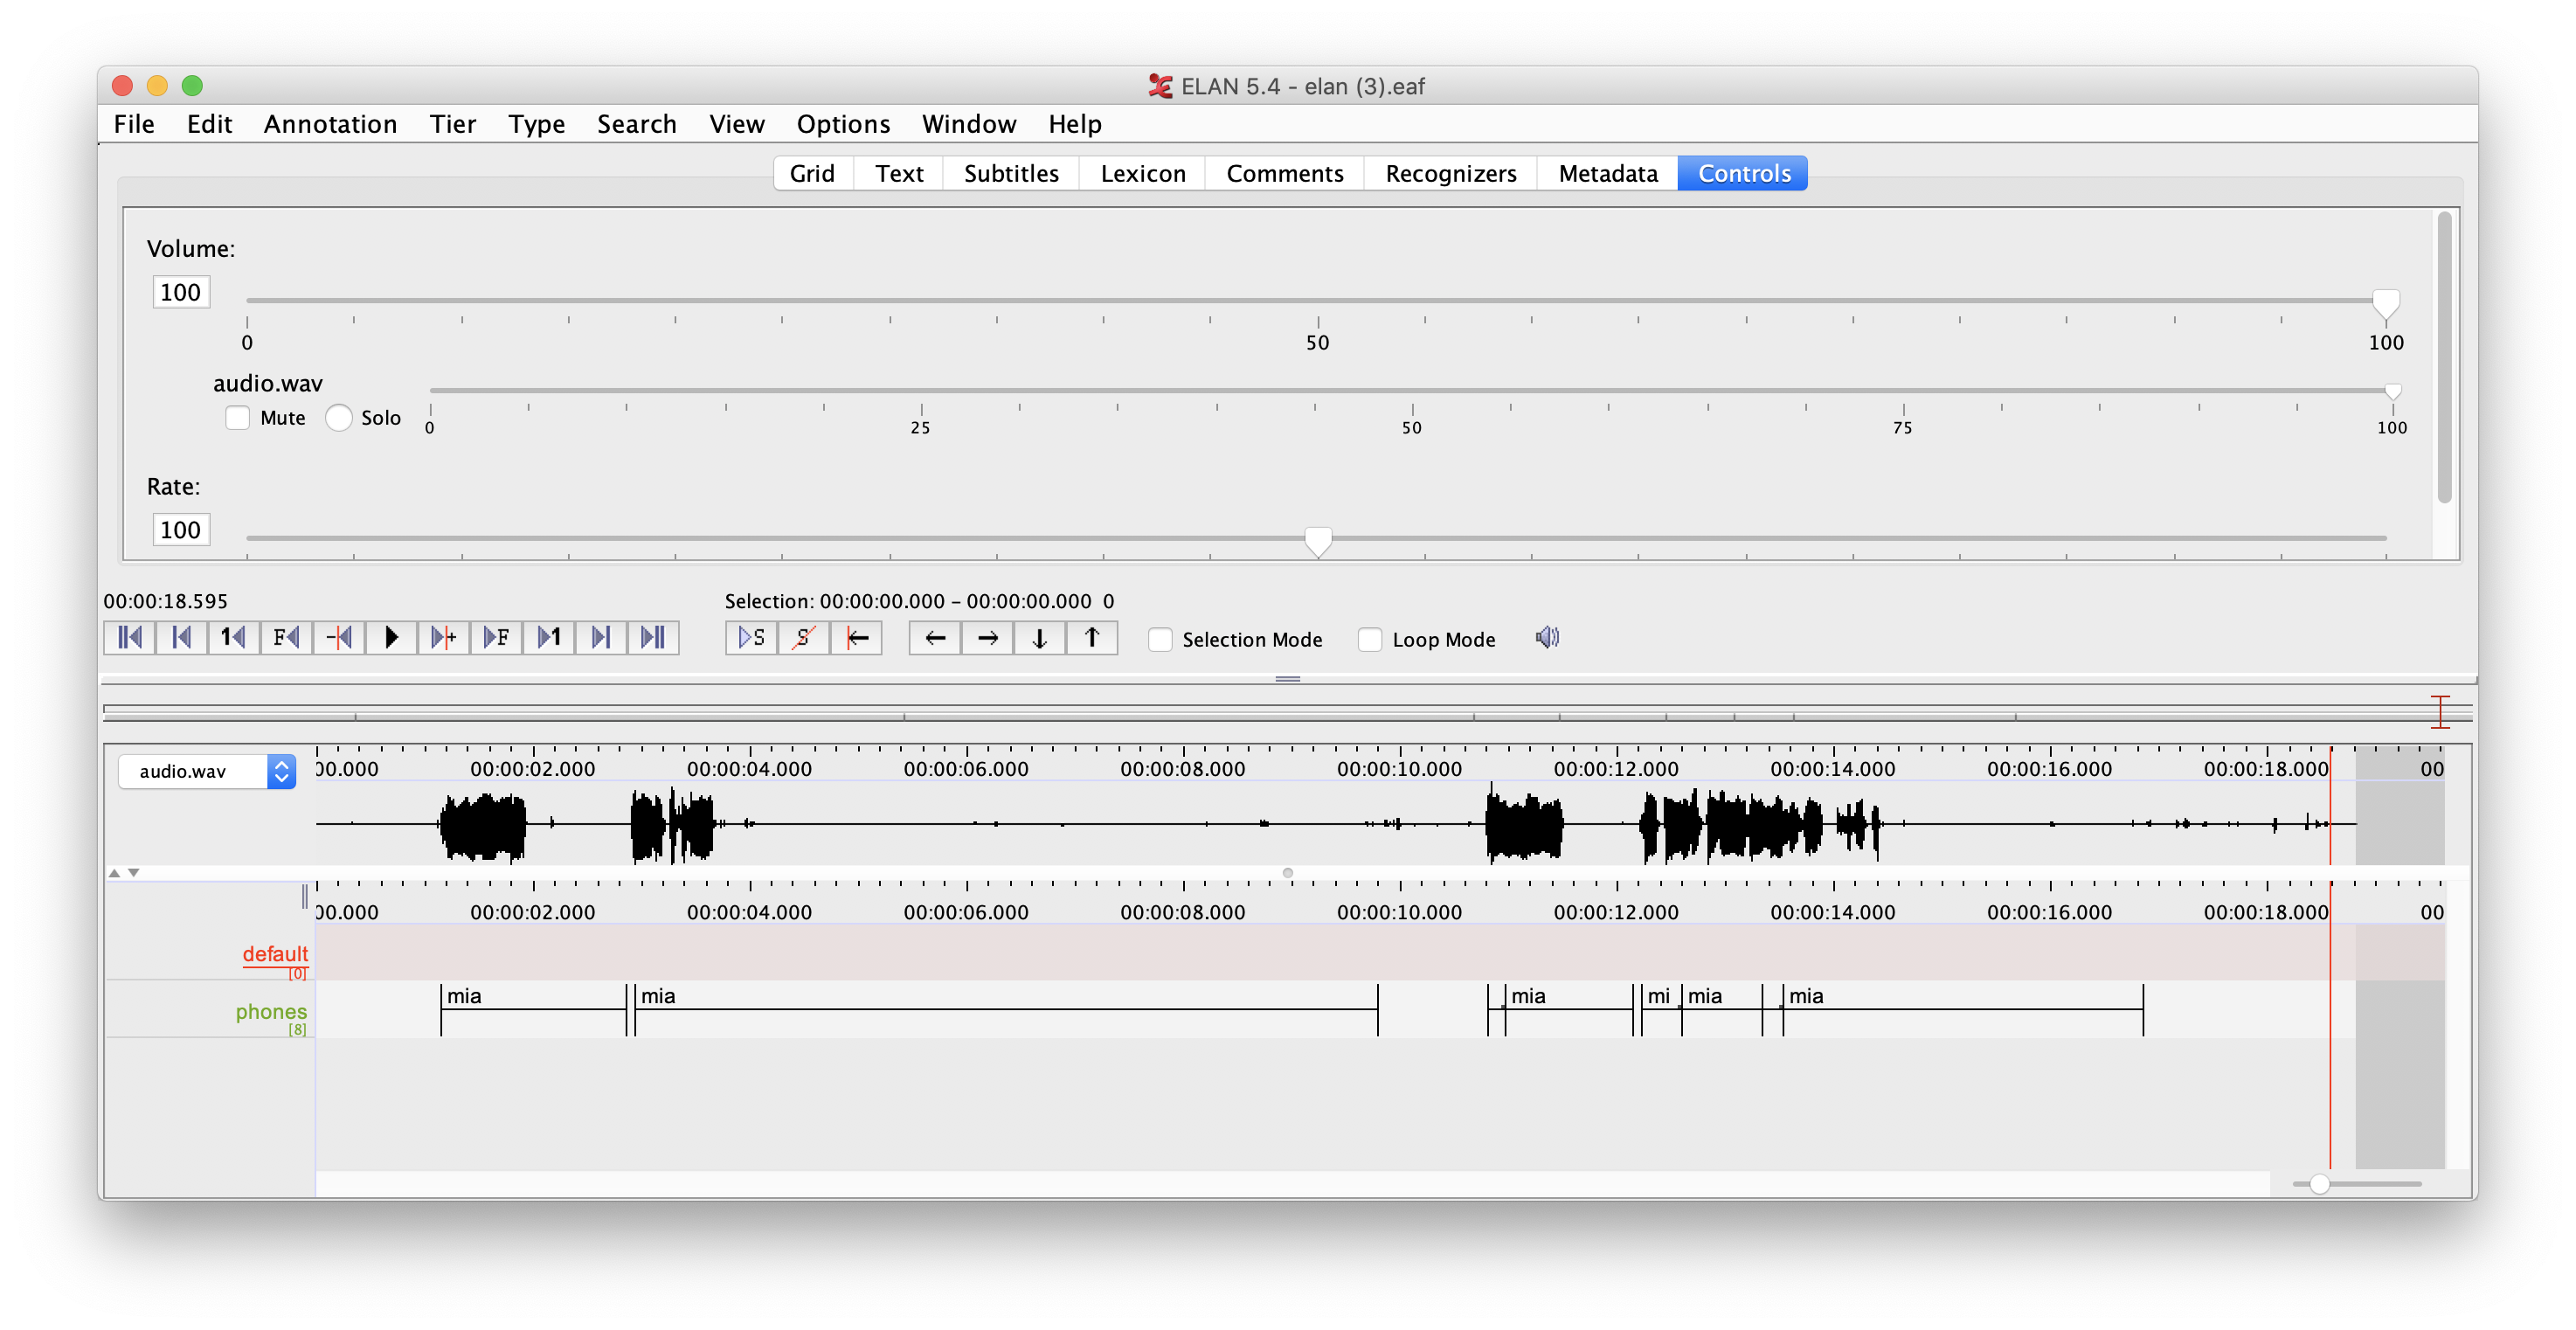 ELAN 5.4 - elan (3).eaf
File Edit Annotation Tier Type Search View Options Window Help
Grid Text Subtitles Lexicon Comments Recognizers Metadata Controls
Volume:
100
0 50 100
audio.wav
Mute Solo
0 25 50 75 100
Rate:
100
00:00:18.595 Selection: 00:00:00.000 - 00:00:00.000 0
1 F F 1 S S Selection Mode Loop Mode
audio.wav 00.000 00:00:02.000 00:00:04.000 00:00:06.000 00:00:08.000 00:00:10.000 00:00:12.000 00:00:14.000 00:00:16.000 00:00:18.000 00
00.000 00:00:02.000 00:00:04.000 00:00:06.000 00:00:08.000 00:00:10.000 00:00:12.000 00:00:14.000 00:00:16.000 00:00:18.000 00
default
[0]
phones mia mia mia mi mia mia
[8]